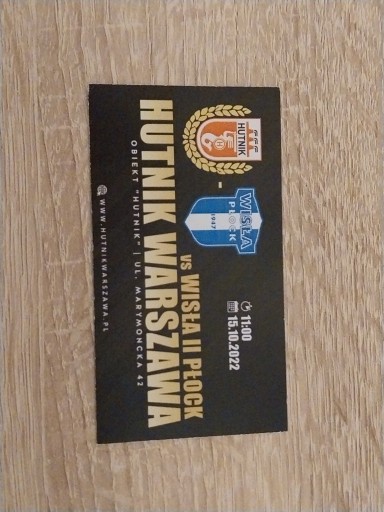 HUTNIK
-
WISŁA
PŁOCK
1947
11:00
15.10.2022
VS WISŁA II PŁOCK
HUTNIK WARSZAWA
OBIEKT "HUTNIK" | UL. MARYMONCKA 42
WWW.HUTNIKWARSZAWA.PL